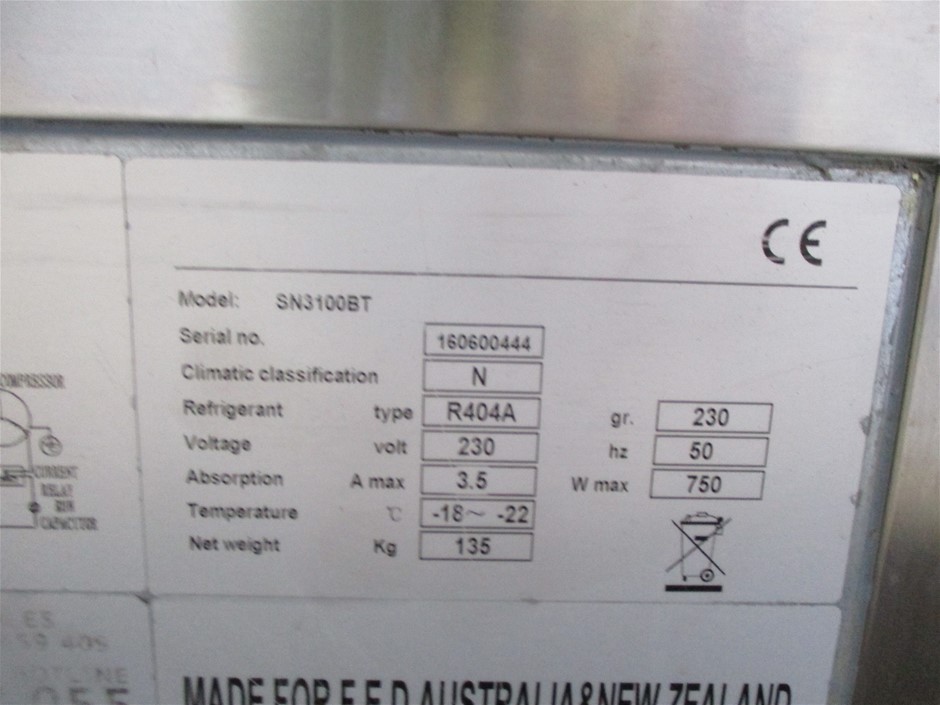 CE
Model: SN3100BT
Serial no. 160600444
Climatic classification N
Refrigerant type R404A gr. 230
Voltage volt 230 hz 50
Absorption A max 3.5 W max 750
Temperature ℃ -18～ -22
Net weight Kg 135
COMPRESSOR
CURRENT
RELAY
RUN
CAPACITOR
MADE FOR F.E.D AUSTRALIA&NEW ZEALAND